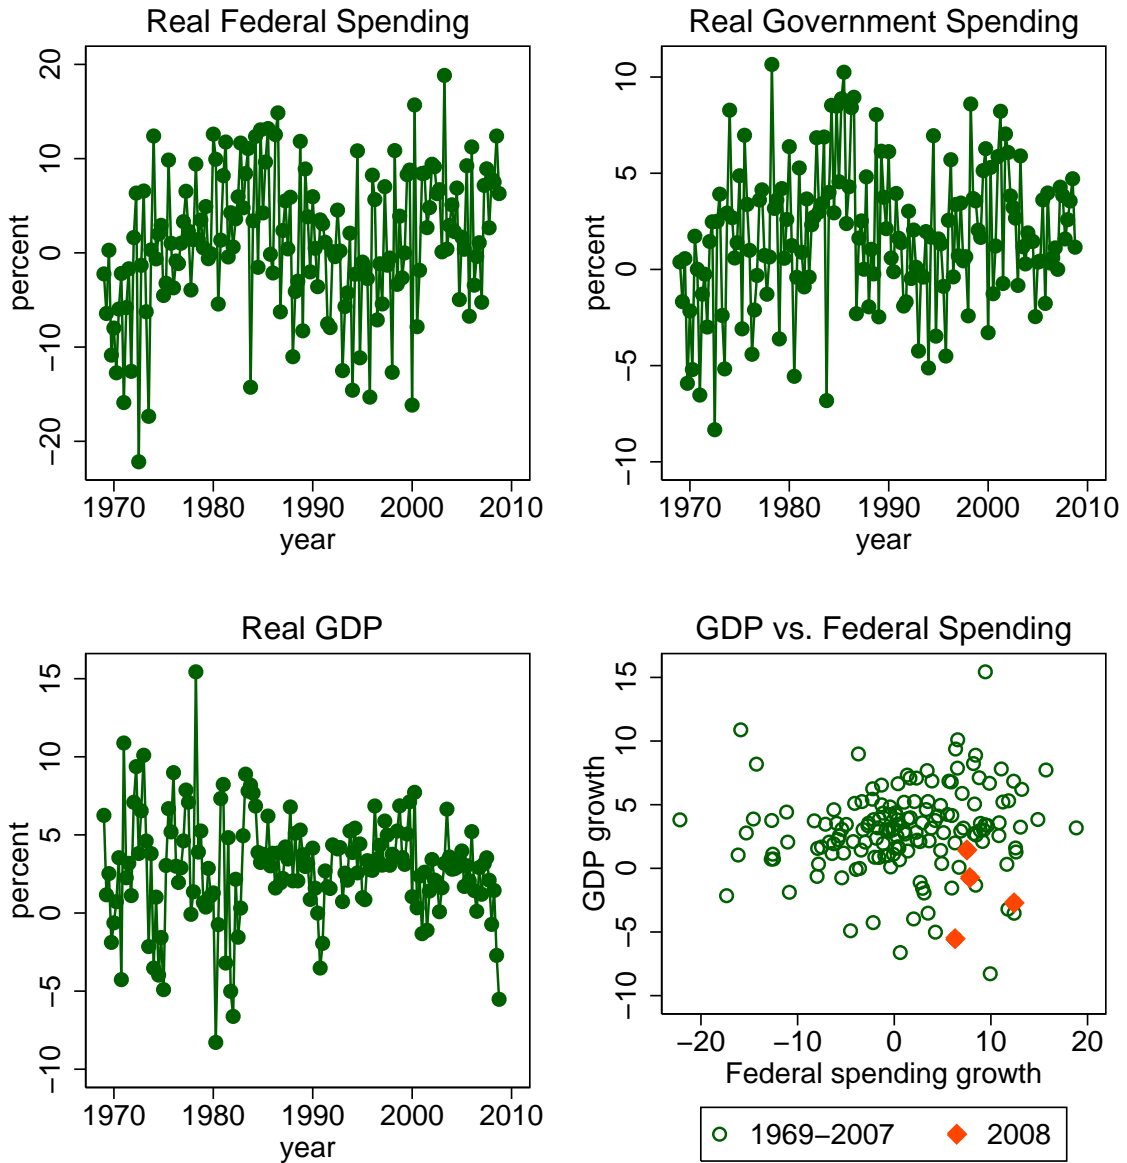 Real Federal Spending
20
10
0
−10
−20
percent
1970 1980 1990 2000 2010
year
Real Government Spending
10
5
0
−5
−10
percent
1970 1980 1990 2000 2010
year
Real GDP
15
10
5
0
−5
−10
percent
1970 1980 1990 2000 2010
year
GDP vs. Federal Spending
15
10
5
0
−5
−10
GDP growth
−20 −10 0 10 20
Federal spending growth
1969−2007 2008